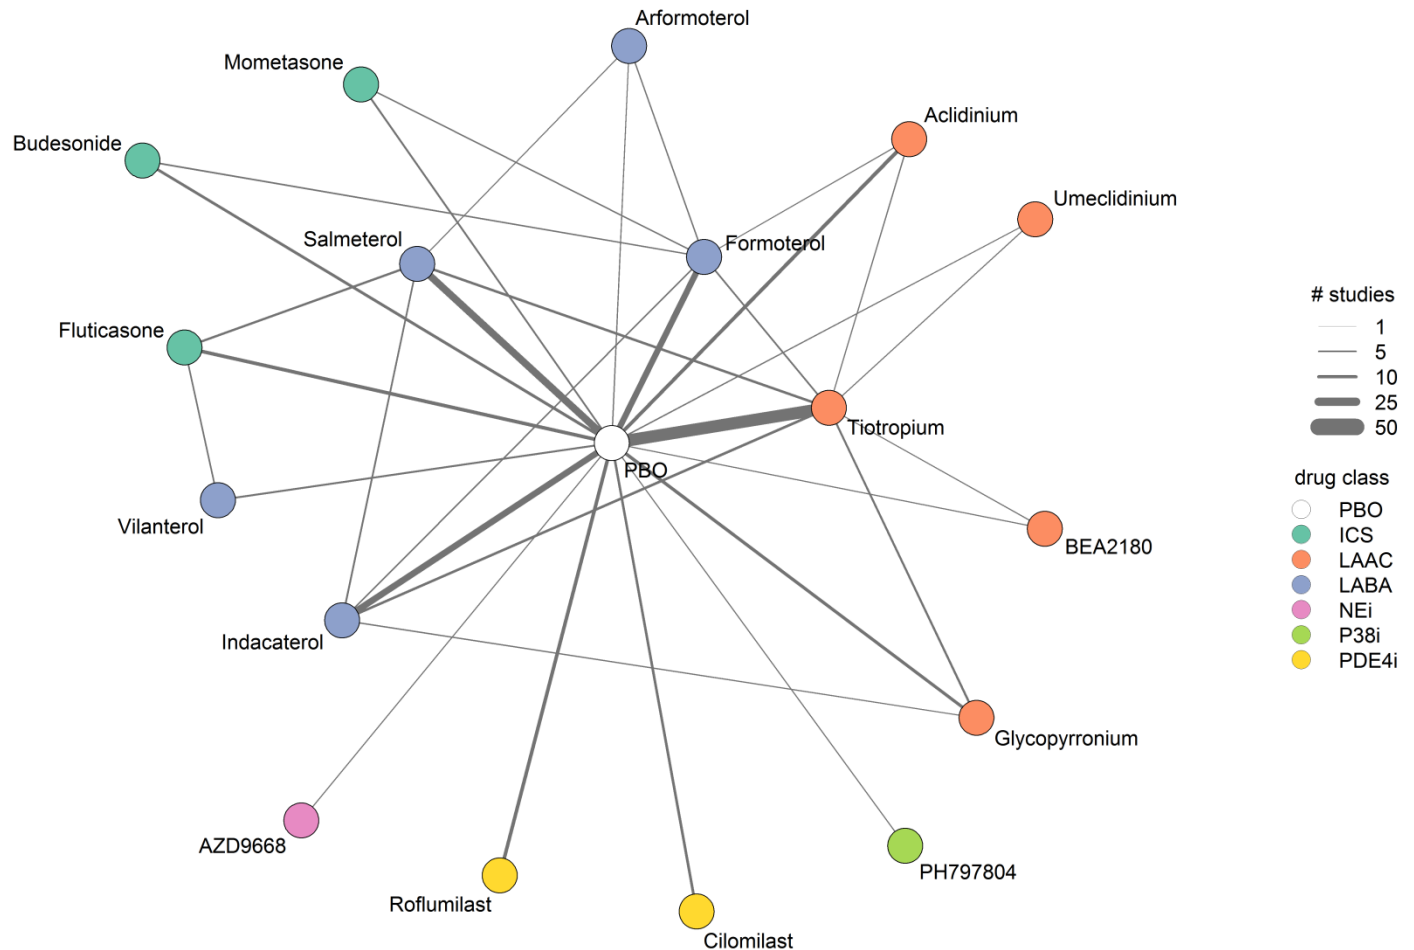 Arformoterol
Mometasone
Aclidinium
Budesonide
Umeclidinium
Salmeterol
Formoterol
Fluticasone
Tiotropium
PBO
Vilanterol
BEA2180
Indacaterol
Glycopyrronium
AZD9668
PH797804
Roflumilast
Cilomilast
# studies
1
5
10
25
50
drug class
PBO
ICS
LAAC
LABA
NEi
P38i
PDE4i